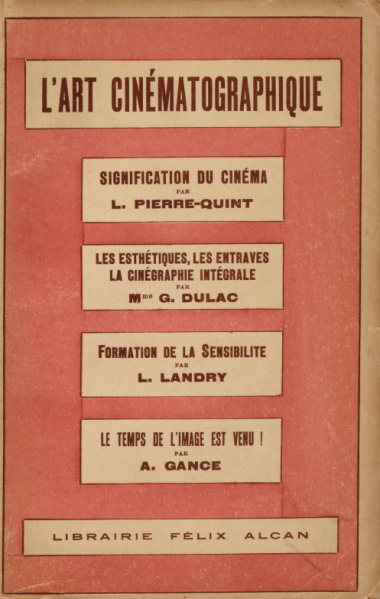 L'ART CINÉMATOGRAPHIQUE
SIGNIFICATION DU CINÉMA
PAR
L. PIERRE-QUINT
LES ESTHÉTIQUES, LES ENTRAVES
LA CINÉGRAPHIE INTÉGRALE
PAR
Mme G. DULAC
FORMATION DE LA SENSIBILITE
PAR
L. LANDRY
LE TEMPS DE L'IMAGE EST VENU !
PAR
A. GANCE
LIBRAIRIE FÉLIX ALCAN